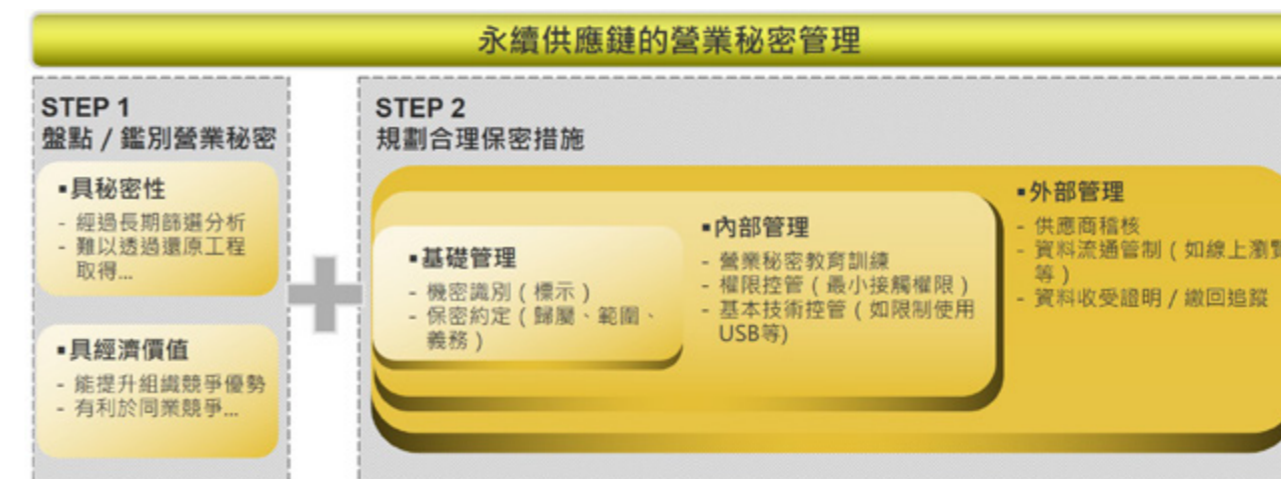 永續供應鏈的營業秘密管理
STEP 1
盤點 / 鑑別營業秘密
▪具秘密性
- 經過長期篩選分析
- 難以透過還原工程
取得...
▪具經濟價值
- 能提升組織競爭優勢
- 有利於同業競爭...
STEP 2
規劃合理保密措施
▪基礎管理
- 機密識別（標示）
- 保密約定（歸屬、範圍、
義務）
▪內部管理
- 營業秘密教育訓練
- 權限控管（最小接觸權限）
- 基本技術控管（如限制使用
USB等)
▪外部管理
- 供應商稽核
- 資料流通管制（如線上瀏覽
等）
- 資料收受證明 / 繳回追蹤